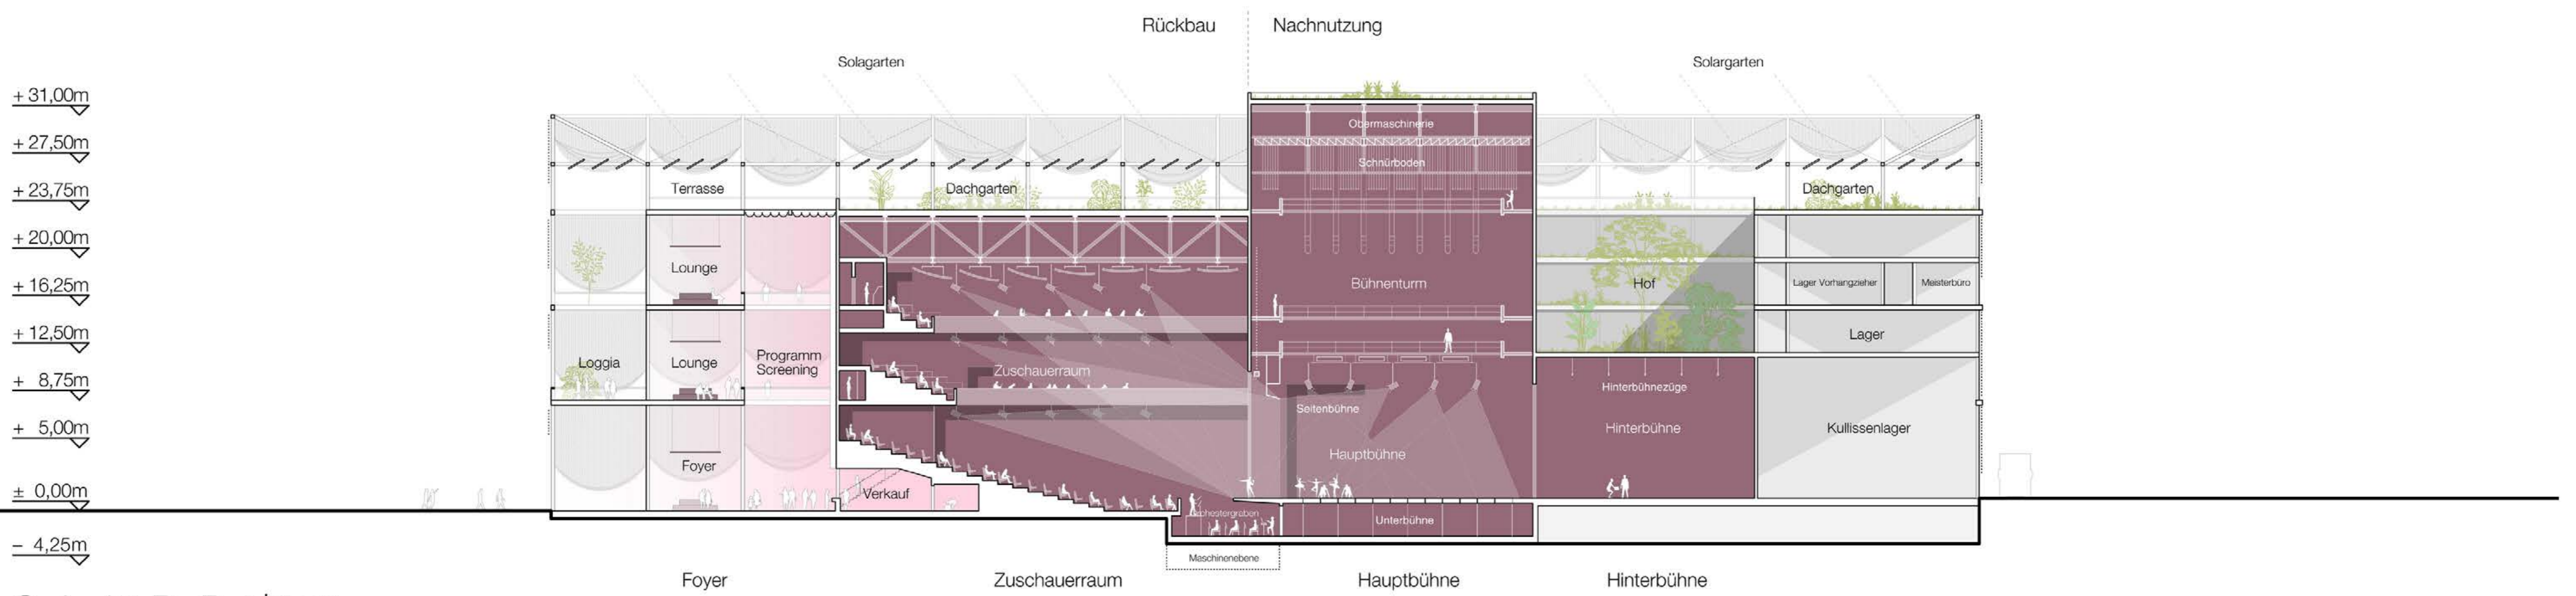 Rückbau
Nachnutzung
Solagarten
Solargarten
+ 31,00m
+ 27,50m
+ 23,75m
+ 20,00m
+ 16,25m
+ 12,50m
+ 8,75m
+ 5,00m
± 0,00m
− 4,25m
Obermaschinerie
Schnürboden
Terrasse
Dachgarten
Dachgarten
Lounge
Bühnenturm
Hof
Lager Vorhangzieher
Meisterbüro
Lager
Loggia
Lounge
Programm
Screening
Zuschauerraum
Hinterbühnezüge
Seitenbühne
Hinterbühne
Kullissenlager
Hauptbühne
Foyer
Verkauf
Unterbühne
Maschinenebene
Foyer
Zuschauerraum
Hauptbühne
Hinterbühne